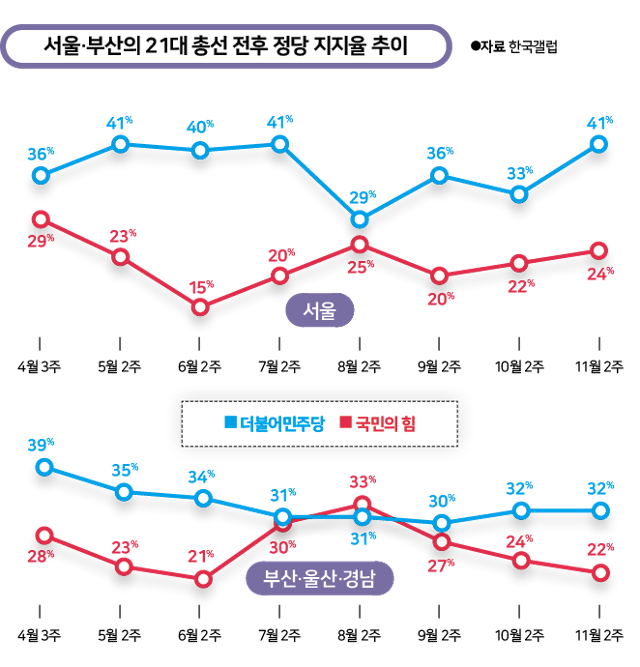 서울·부산의 21대 총선 전후 정당 지지율 추이
●자료 한국갤럽
36% 41% 40% 41% 29% 36% 33% 41%
29% 23% 15% 20% 25% 20% 22% 24%
서울
4월 3주 5월 2주 6월 2주 7월 2주 8월 2주 9월 2주 10월 2주 11월 2주
더불어민주당 국민의 힘
39% 35% 34% 31% 31% 30% 32% 32%
28% 23% 21% 30% 33% 27% 24% 22%
부산·울산·경남
4월 3주 5월 2주 6월 2주 7월 2주 8월 2주 9월 2주 10월 2주 11월 2주